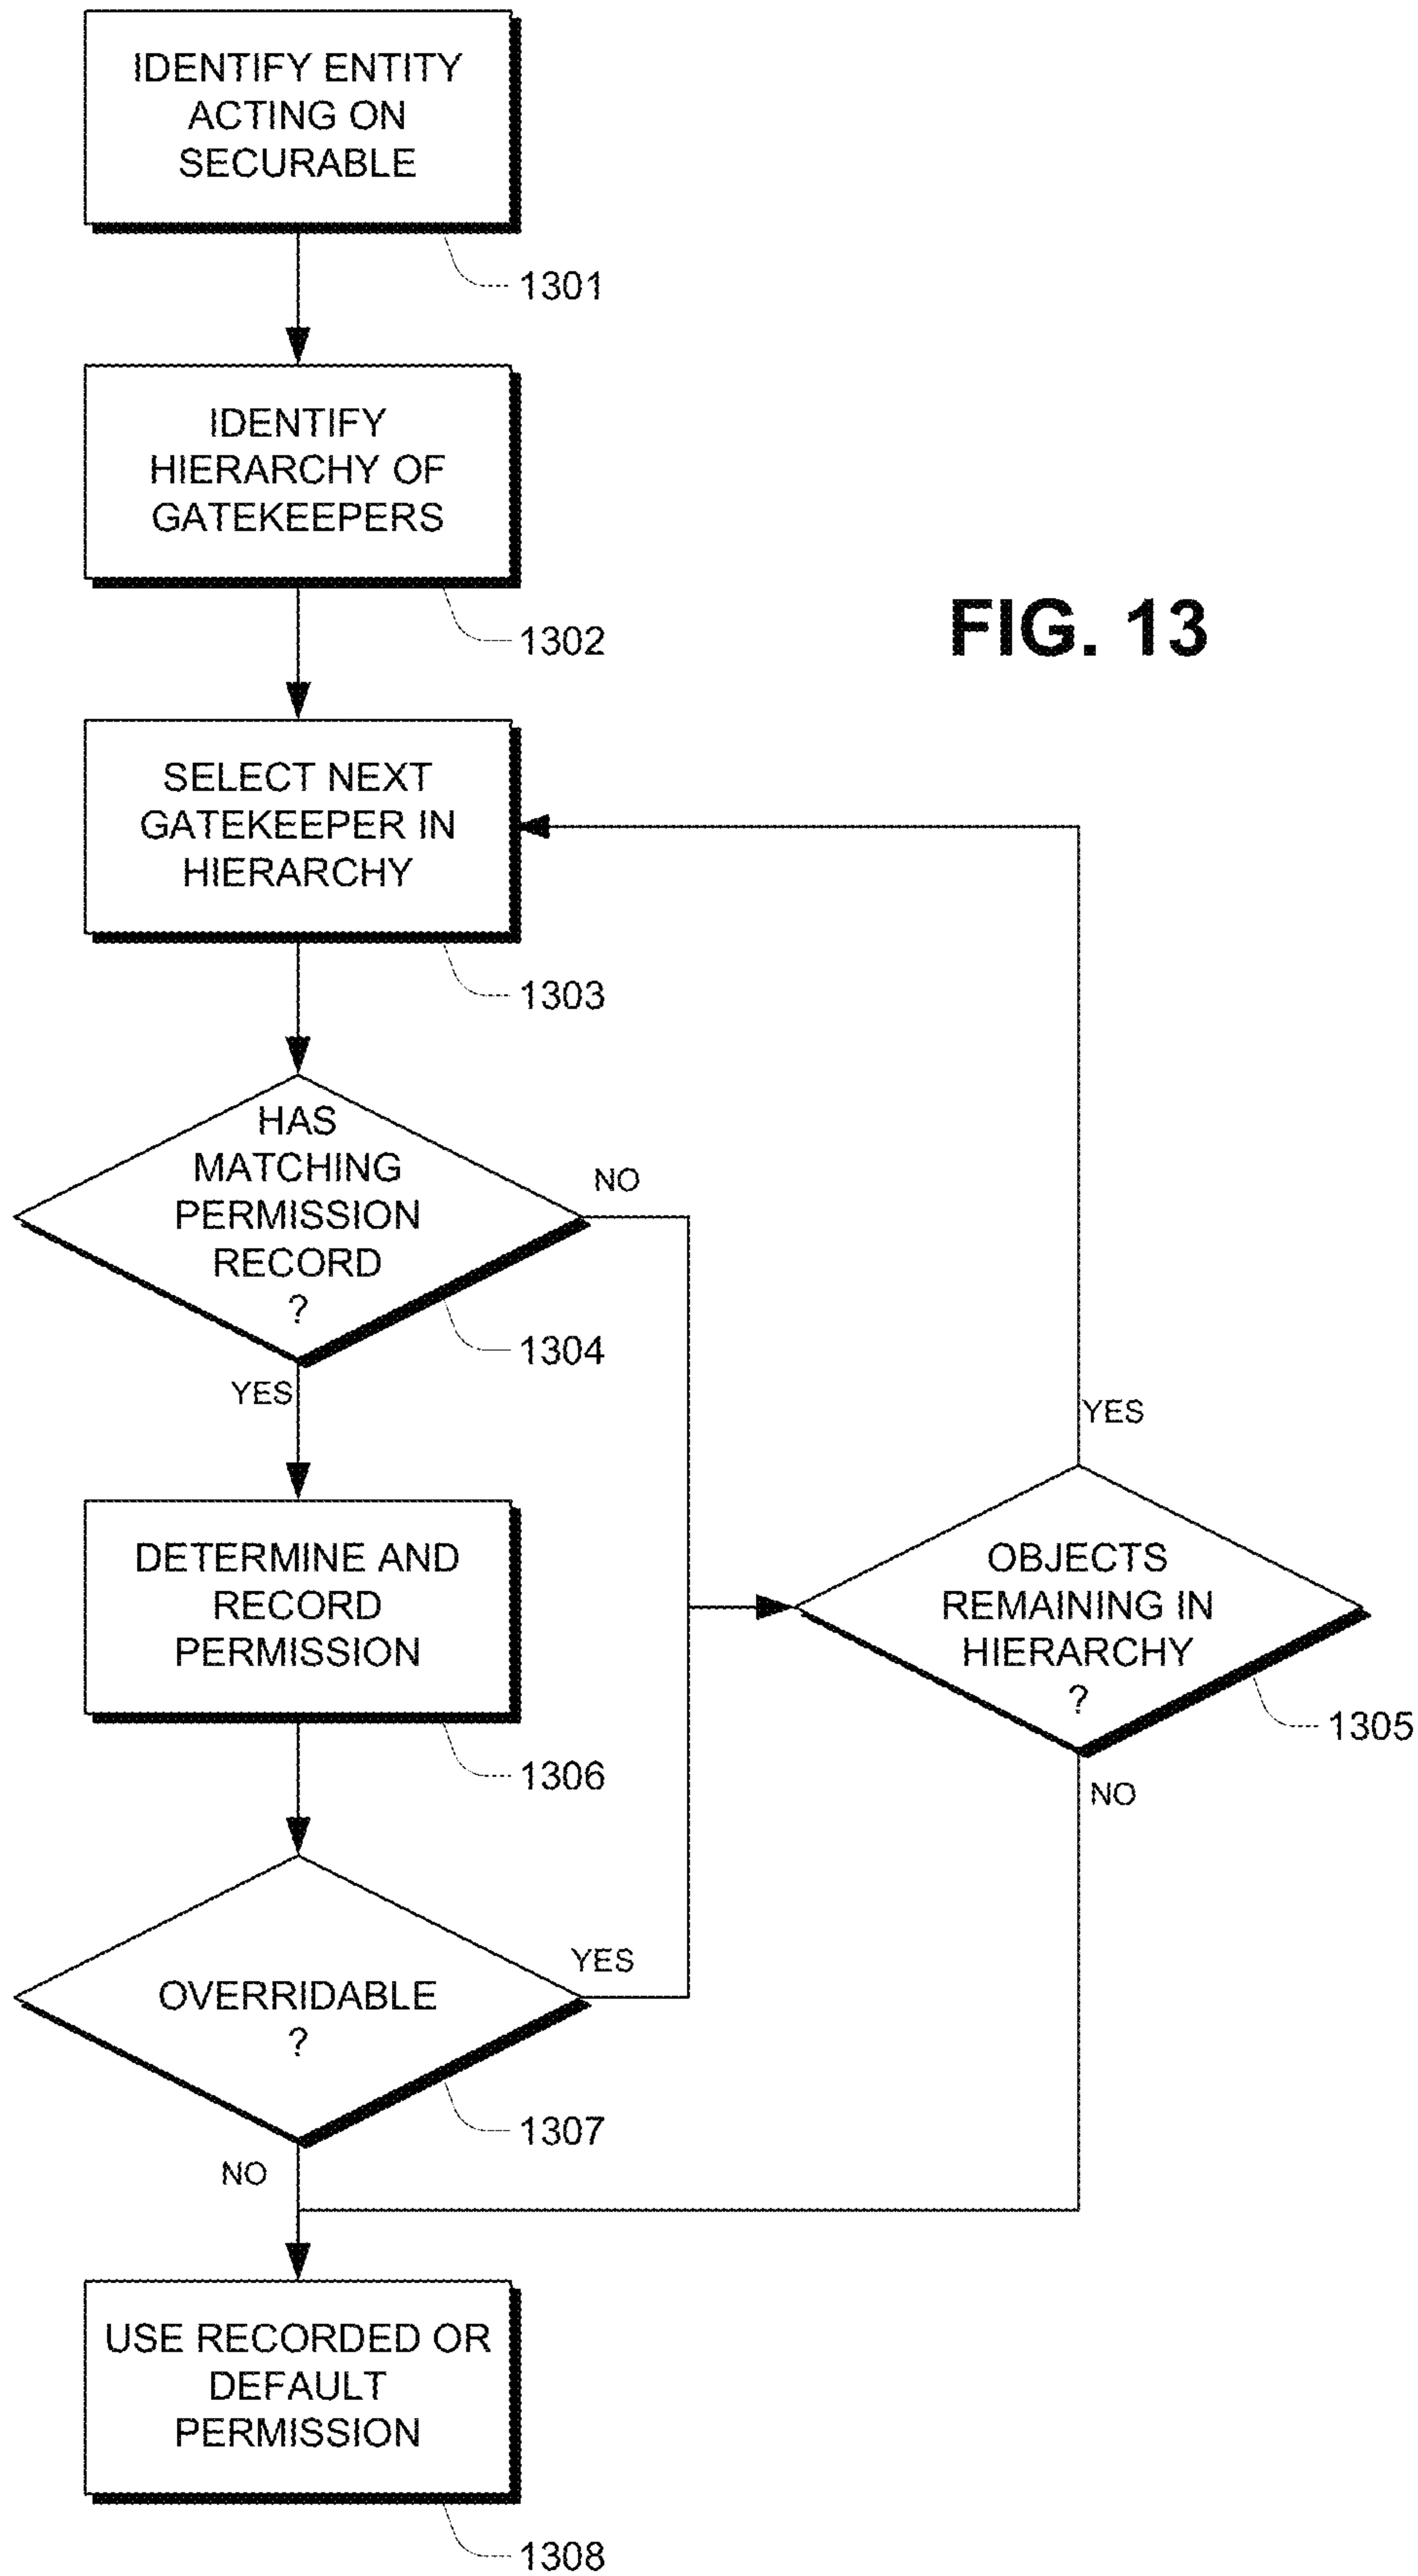 IDENTIFY ENTITY
ACTING ON
SECURABLE
1301
IDENTIFY
HIERARCHY OF
GATEKEEPERS
1302
FIG. 13
SELECT NEXT
GATEKEEPER IN
HIERARCHY
1303
HAS
MATCHING
PERMISSION
RECORD
?
NO
1304
YES
DETERMINE AND
RECORD
PERMISSION
1306
YES
OBJECTS
REMAINING IN
HIERARCHY
?
1305
NO
OVERRIDABLE
?
YES
1307
NO
USE RECORDED OR
DEFAULT
PERMISSION
1308